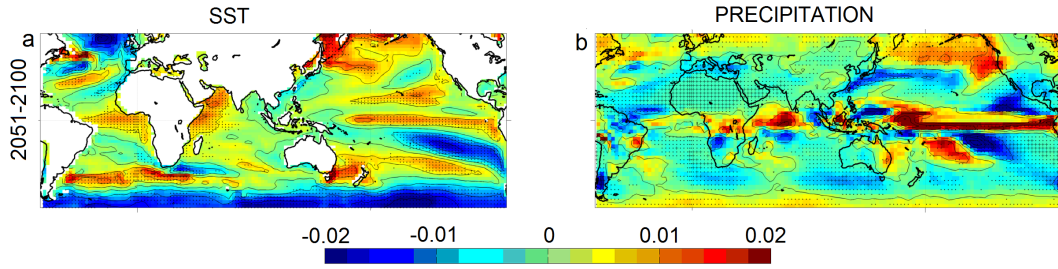 SST
PRECIPITATION
a
b
2051-2100
-0.02 -0.01 0 0.01 0.02